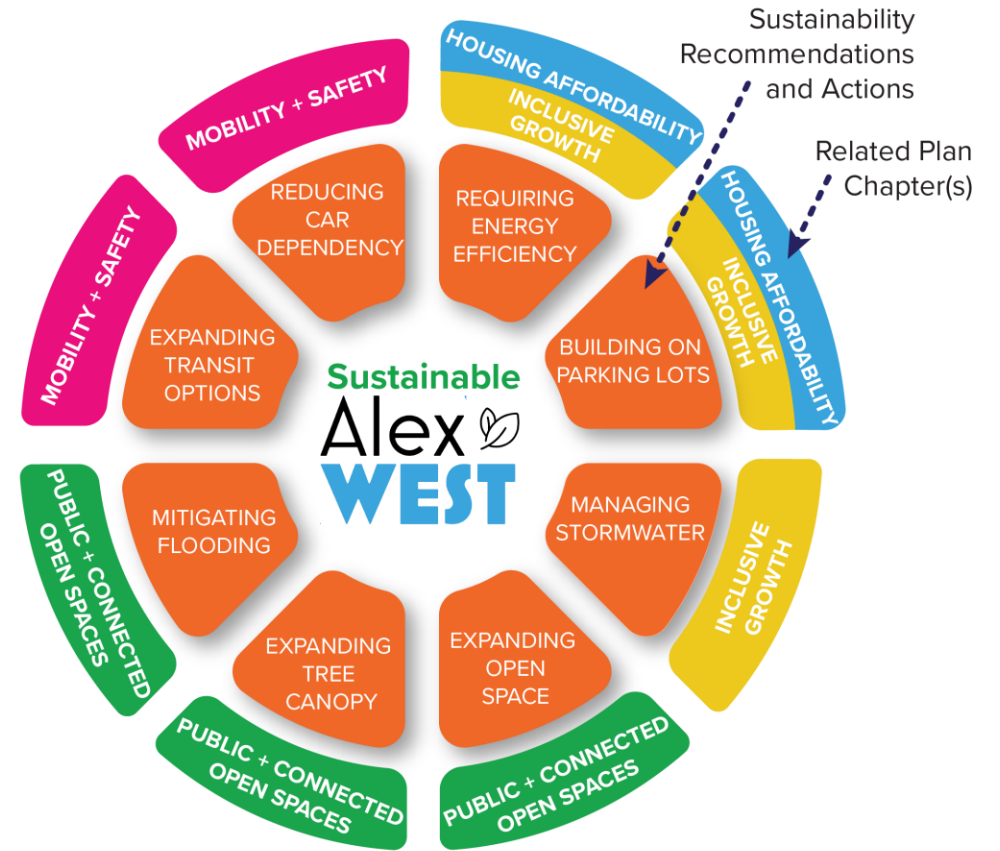 Sustainability
Recommendations
and Actions
Related Plan
Chapter(s)
HOUSING AFFORDABILITY
INCLUSIVE
GROWTH
REQUIRING
ENERGY
EFFICIENCY
HOUSING AFFORDABILITY
INCLUSIVE
GROWTH
BUILDING ON
PARKING LOTS
INCLUSIVE
GROWTH
MANAGING
STORMWATER
PUBLIC + CONNECTED
OPEN SPACES
EXPANDING
OPEN
SPACE
PUBLIC + CONNECTED
OPEN SPACES
EXPANDING
TREE
CANOPY
PUBLIC + CONNECTED
OPEN SPACES
MITIGATING
FLOODING
MOBILITY + SAFETY
EXPANDING
TRANSIT
OPTIONS
MOBILITY + SAFETY
REDUCING
CAR
DEPENDENCY
Sustainable
Alex
WEST